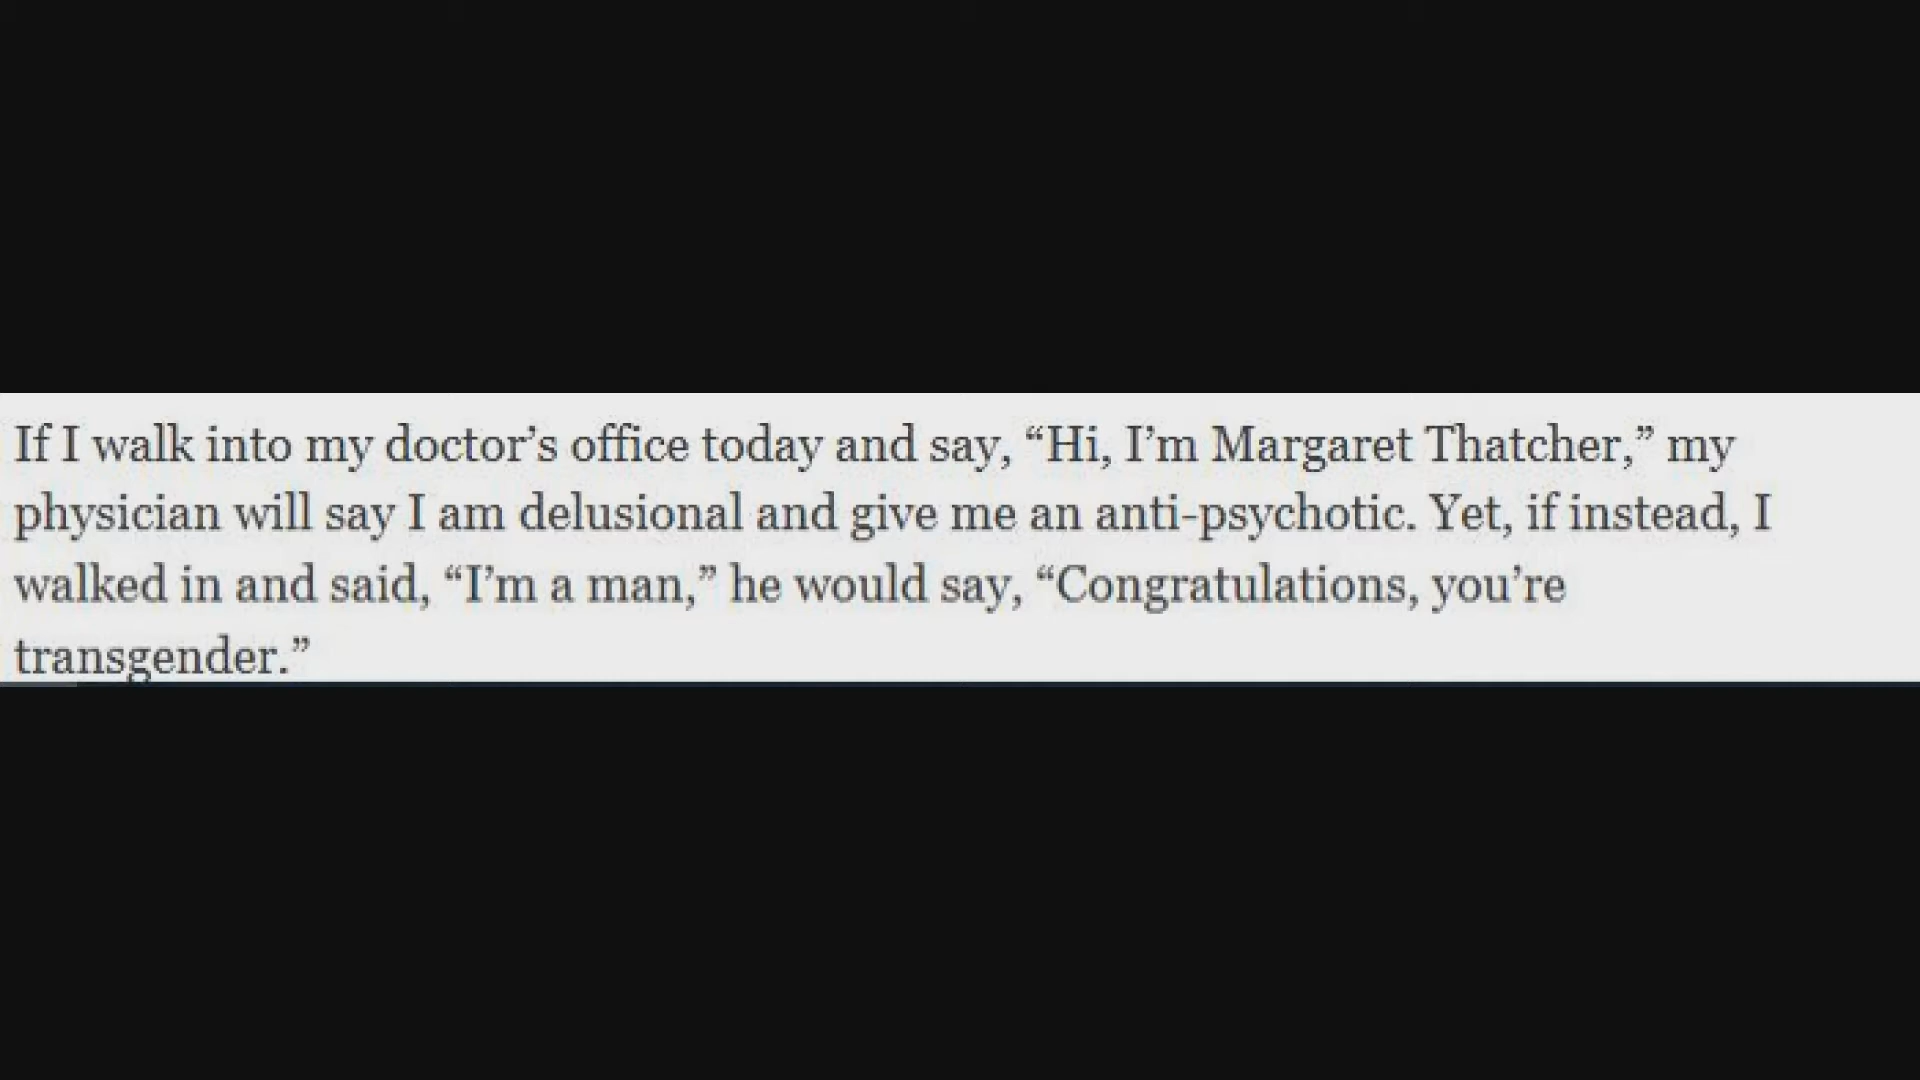 If I walk into my doctor’s office today and say, “Hi, I’m Margaret Thatcher,” my
physician will say I am delusional and give me an anti-psychotic. Yet, if instead, I
walked in and said, “I’m a man,” he would say, “Congratulations, you’re
transgender.”